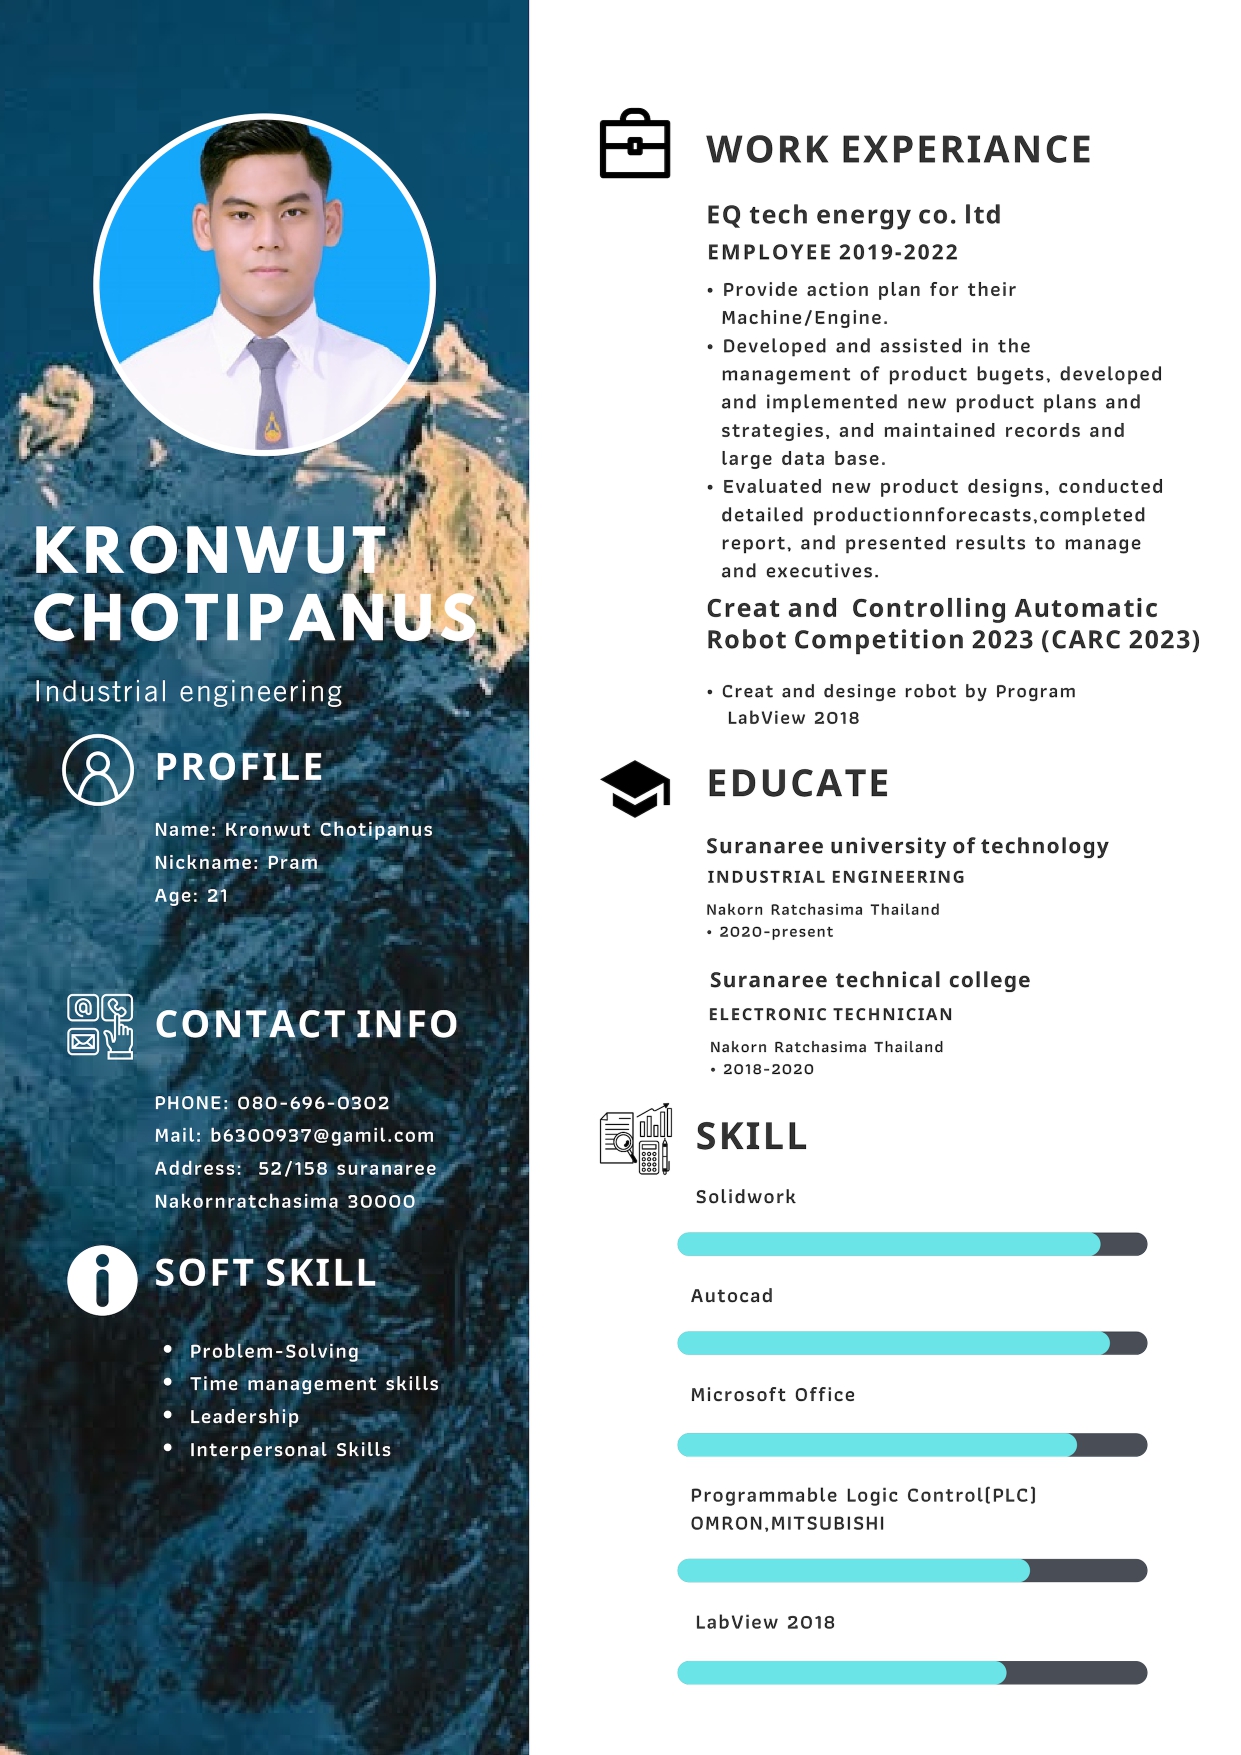 KRONWUT
CHOTIPANUS
Industrial engineering
PROFILE
Name: Kronwut Chotipanus
Nickname: Pram
Age: 21
CONTACT INFO
PHONE: 080-696-0302
Mail: b6300937@gamil.com
Address:  52/158 suranaree
Nakornratchasima 30000
SOFT SKILL
• Problem-Solving
• Time management skills
• Leadership
• Interpersonal Skills
WORK EXPERIANCE
EQ tech energy co. ltd
EMPLOYEE 2019-2022
• Provide action plan for their
Machine/Engine.
• Developed and assisted in the
management of product bugets, developed
and implemented new product plans and
strategies, and maintained records and
large data base.
• Evaluated new product designs, conducted
detailed productionnforecasts,completed
report, and presented results to manage
and executives.
Creat and  Controlling Automatic
Robot Competition 2023 (CARC 2023)
• Creat and desinge robot by Program
LabView 2018
EDUCATE
Suranaree university of technology
INDUSTRIAL ENGINEERING
Nakorn Ratchasima Thailand
• 2020-present
Suranaree technical college
ELECTRONIC TECHNICIAN
Nakorn Ratchasima Thailand
• 2018-2020
SKILL
Solidwork
Autocad
Microsoft Office
Programmable Logic Control(PLC)
OMRON,MITSUBISHI
LabView 2018